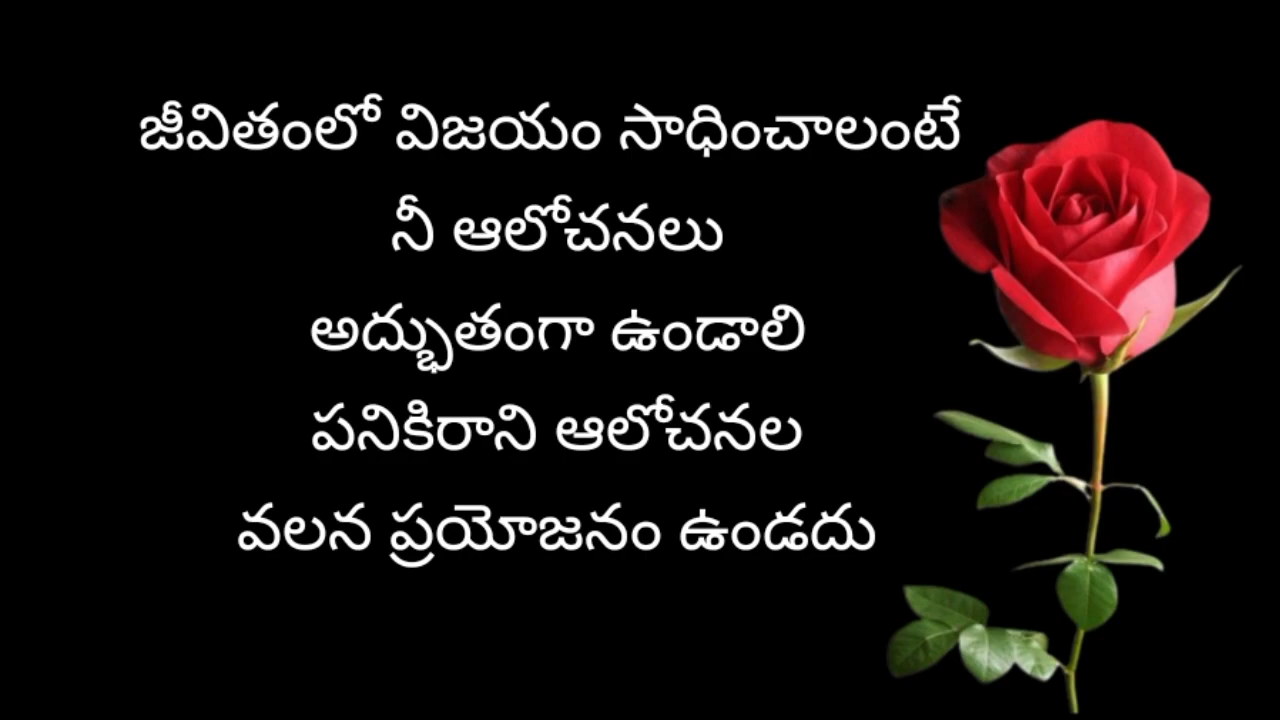 జీవితంలో విజయం సాధించాలంటే
నీ ఆలోచనలు
అద్భుతంగా ఉండాలి
పనికిరాని ఆలోచనల
వలన ప్రయోజనం ఉండదు